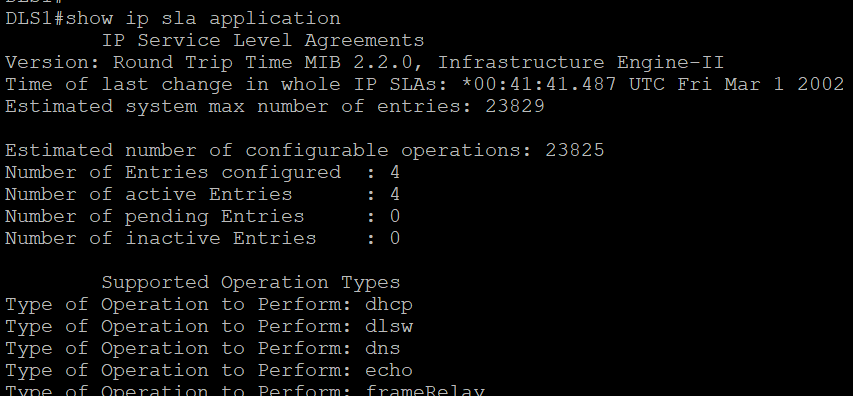 DLS1#
DLS1#show ip sla application
IP Service Level Agreements
Version: Round Trip Time MIB 2.2.0, Infrastructure Engine-II
Time of last change in whole IP SLAs: *00:41:41.487 UTC Fri Mar 1 2002
Estimated system max number of entries: 23829
Estimated number of configurable operations: 23825
Number of Entries configured : 4
Number of active Entries : 4
Number of pending Entries : 0
Number of inactive Entries : 0
Supported Operation Types
Type of Operation to Perform: dhcp
Type of Operation to Perform: dlsw
Type of Operation to Perform: dns
Type of Operation to Perform: echo
Type of Operation to Perform: frameRelay